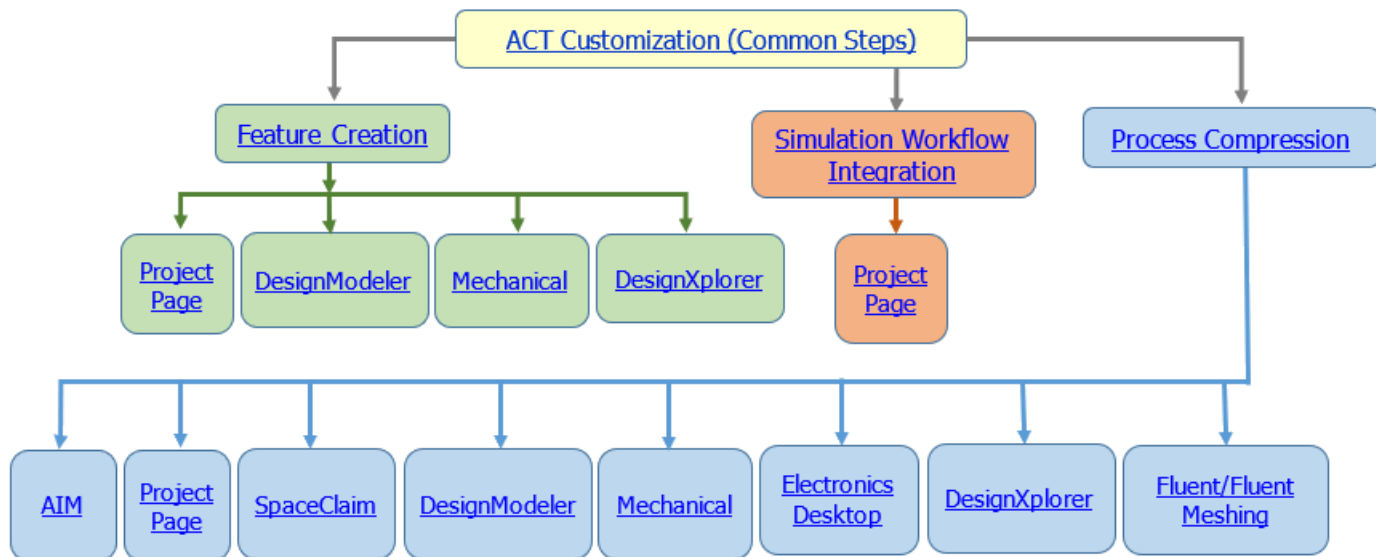 ACT Customization (Common Steps)
Feature Creation
Simulation Workflow
Integration
Process Compression
Project
Page
DesignModeler
Mechanical
DesignXplorer
Project
Page
AIM
Project
Page
SpaceClaim
DesignModeler
Mechanical
Electronics
Desktop
DesignXplorer
Fluent/Fluent
Meshing